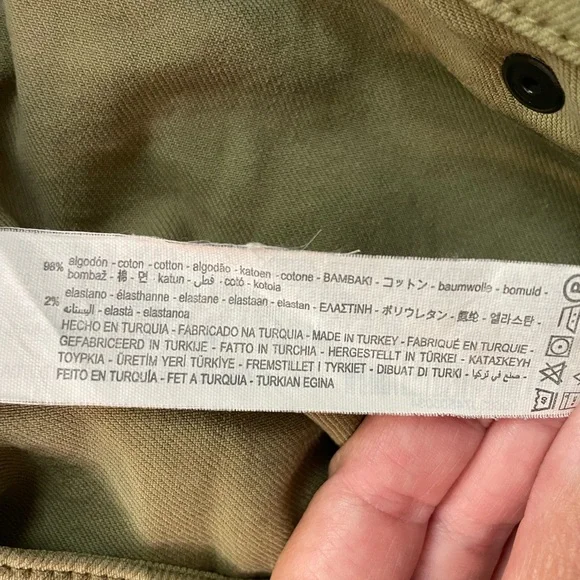 98% algodón - coton - cotton - algodão - katoen - cotone - ΒΑΜΒΑΚΙ - コットン - baumwolle - bomuld -
bombaž - 棉 - 면 - katun - قطن - cotó - kotoia
2% elastano - élasthanne - elastane - elastaan - elastan - ΕΛΑΣΤΙΝΗ - ポリウレタン - 氨纶 - 엘라스탄 -
البستانه - elastà - elastanoa
HECHO EN TURQUIA - FABRICADO NA TURQUIA - MADE IN TURKEY - FABRIQUÉ EN TURQUIE -
GEFABRICEERD IN TURKIJE - FATTO IN TURCHIA - HERGESTELLT IN TÜRKEI - ΚΑΤΑΣΚΕΥΗ
ΤΟΥΡΚΙΑ - ÜRETİM YERİ TÜRKİYE - FREMSTILLET I TYRKIET - DIBUAT DI TURKI - صنع في تركيا -
FEITO EN TURQUÍA - FET A TURQUIA - TURKIAN EGINA